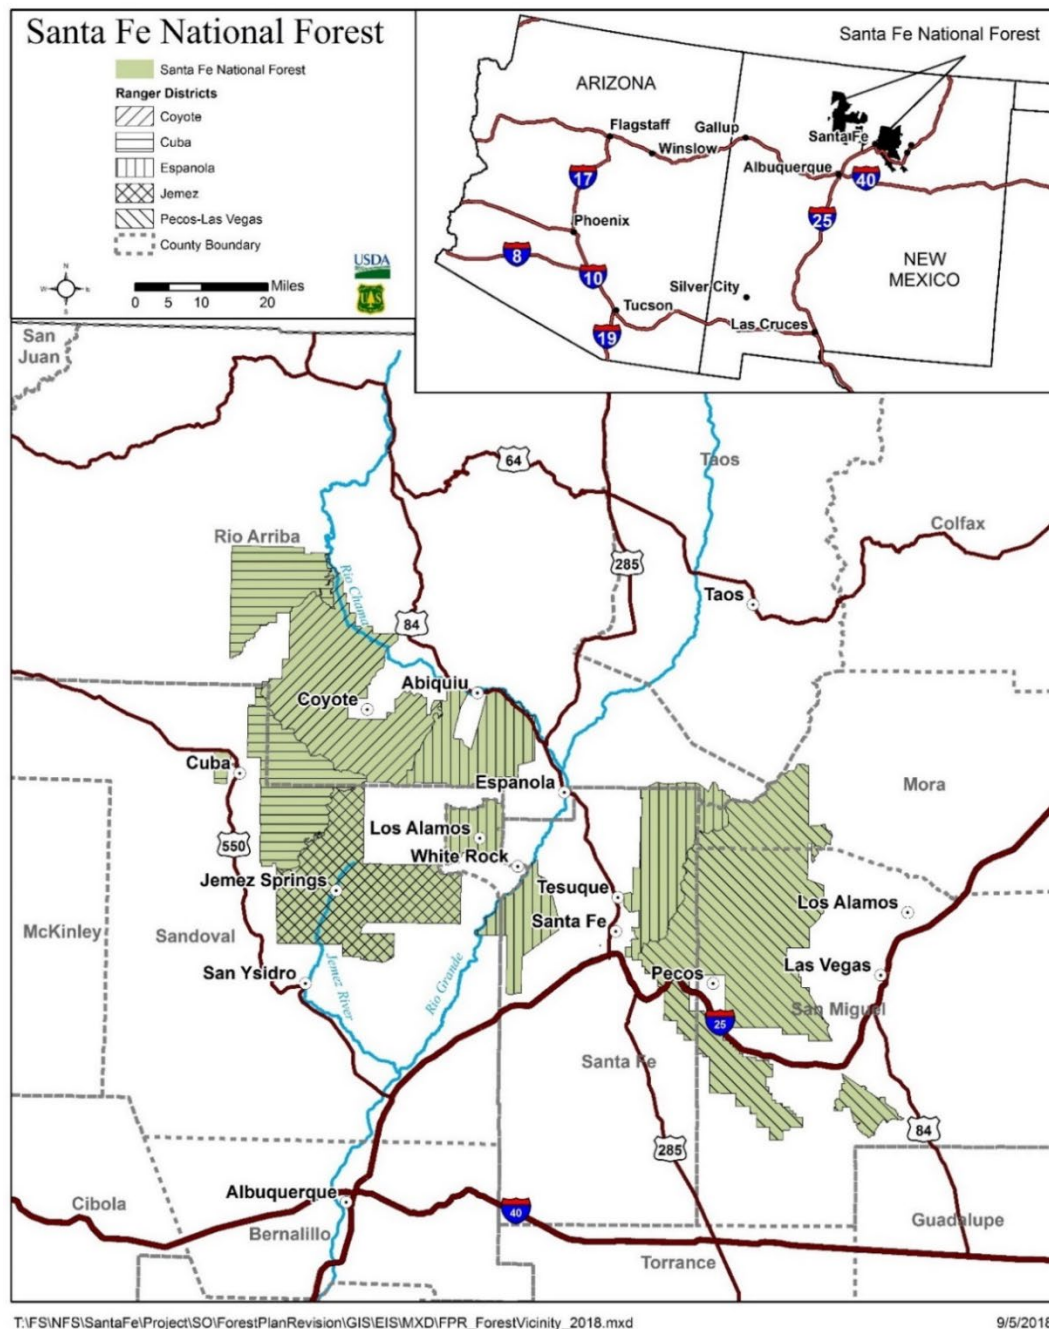 Santa Fe National Forest
Santa Fe National Forest
Ranger Districts
Coyote
Cuba
Espanola
Jemez
Pecos-Las Vegas
County Boundary
N
W
USDA
UAS
0 5 10 20 Miles
Santa Fe National Forest
ARIZONA
Flagstaff
Gallup
Winslow
Santa Fe
Albuquerque
17
40
25
Phoenix
8
10
NEW
MEXICO
Silver City
Tucson
Las Cruces
19
San
Juan
64
Taos
Rio Arriba
Colfax
285
Rio Chama
Taos
84
Abiquiu
Coyote
Cuba
Espanola
Mora
550
Los Alamos
White Rock
Jemez Springs
Tesuque
Los Alamos
Santa Fe
McKinley
Sandoval
San Ysidro
Jemez River
Rio Grande
Pecos
Las Vegas
San Miguel
25
Santa Fe
84
285
Albuquerque
Cibola
40
Bernalillo
Guadalupe
Torrance
T:\FS\NFS\SantaFe\Project\SO\ForestPlanRevision\GIS\EIS\MXD\FPR_ForestVicinity_2018.mxd
9/5/2018